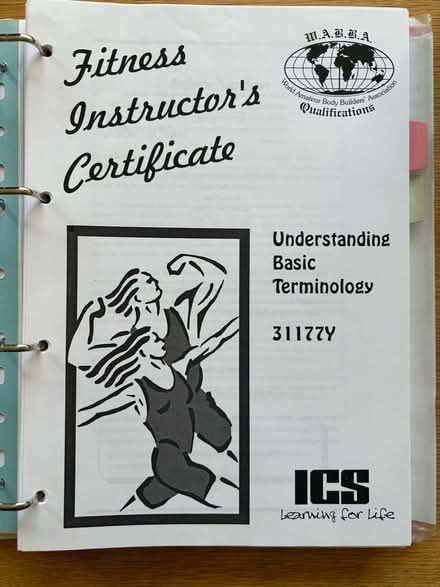 Fitness
Instructor's
Certificate
W.A.B.B.A.
World Amateur Body Builders' Association
Qualifications
Understanding
Basic
Terminology
31177Y
ICS
Learning for Life